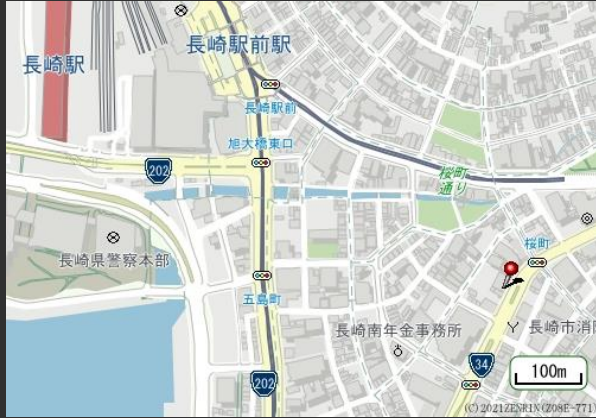 長崎駅
長崎駅前駅
長崎駅前
旭大橋東口
202
桜町
通り
桜町
長崎県警察本部
五島町
長崎南年金事務所
長崎市消防
34
202
100m
(C)2021ZENRIN(Z08E-771)